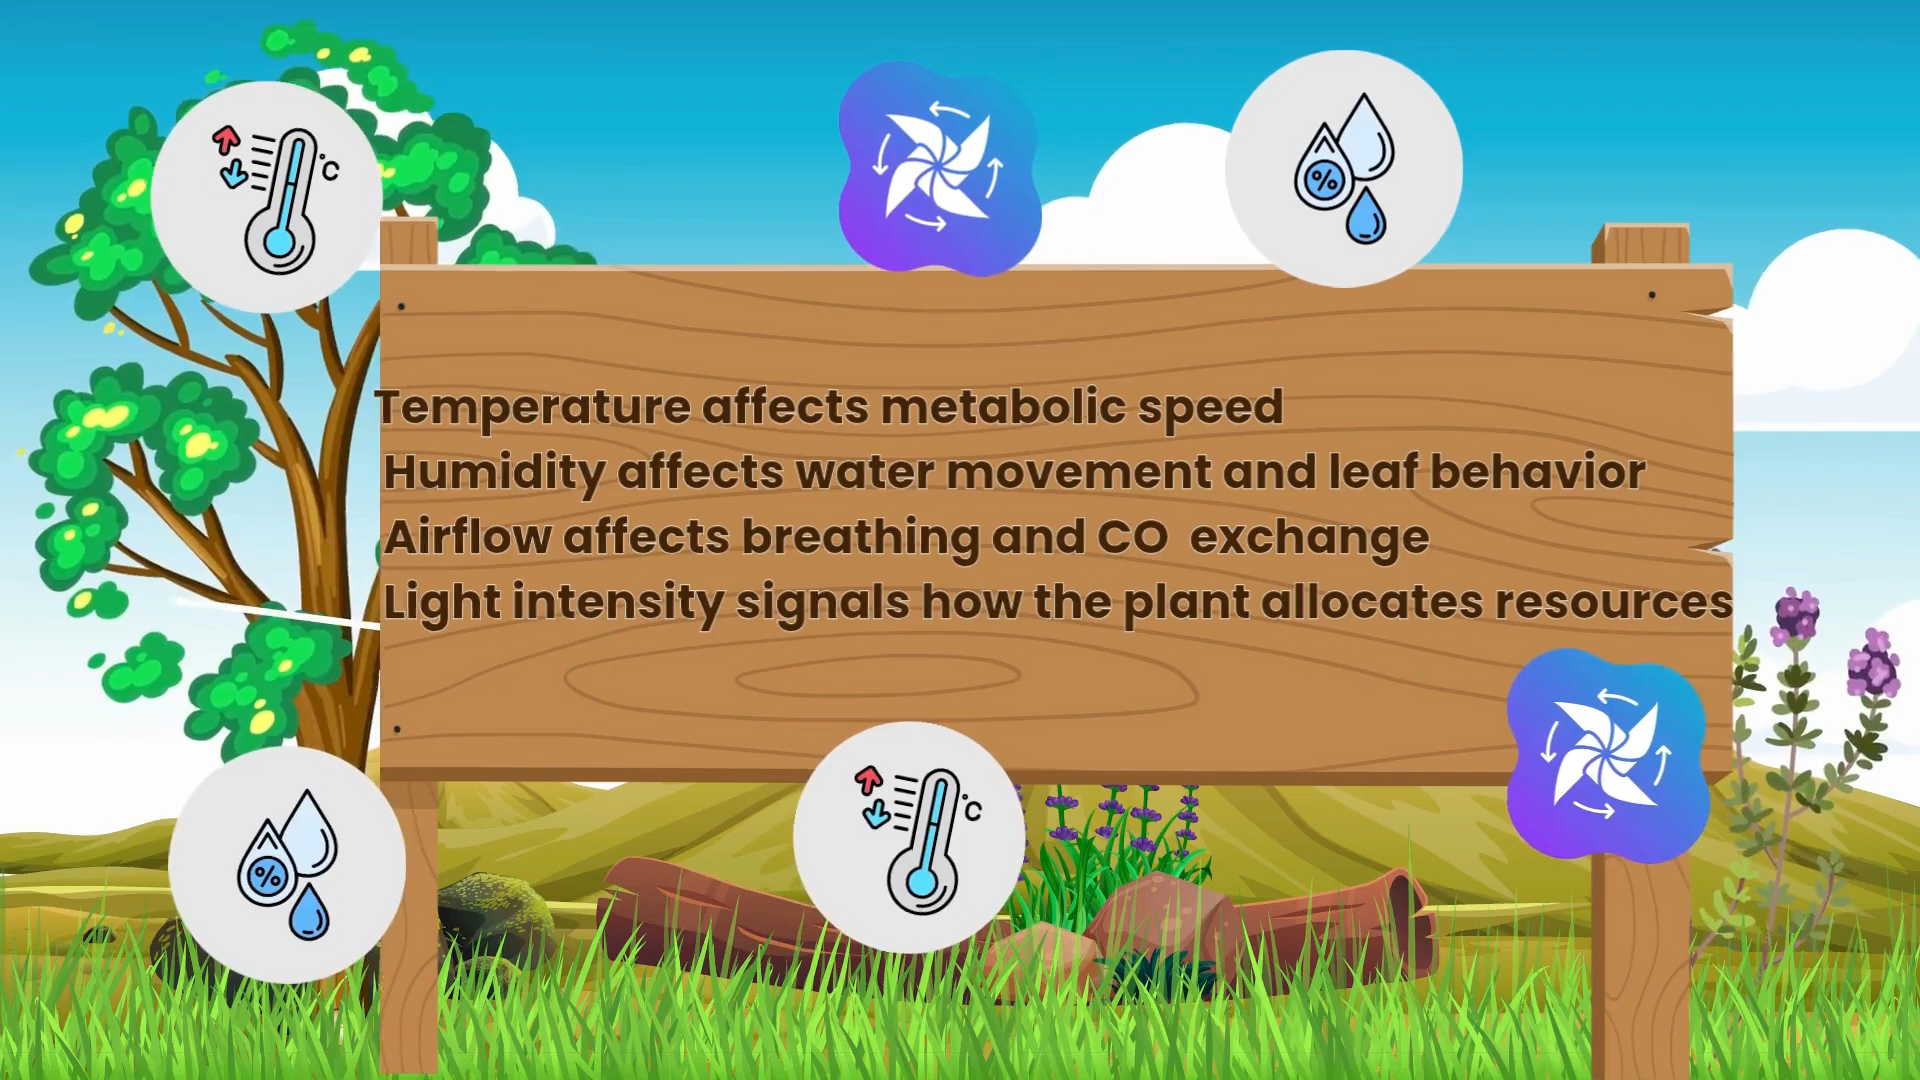 °C
%
Temperature affects metabolic speed
Humidity affects water movement and leaf behavior
Airflow affects breathing and CO  exchange
Light intensity signals how the plant allocates resources
%
°C